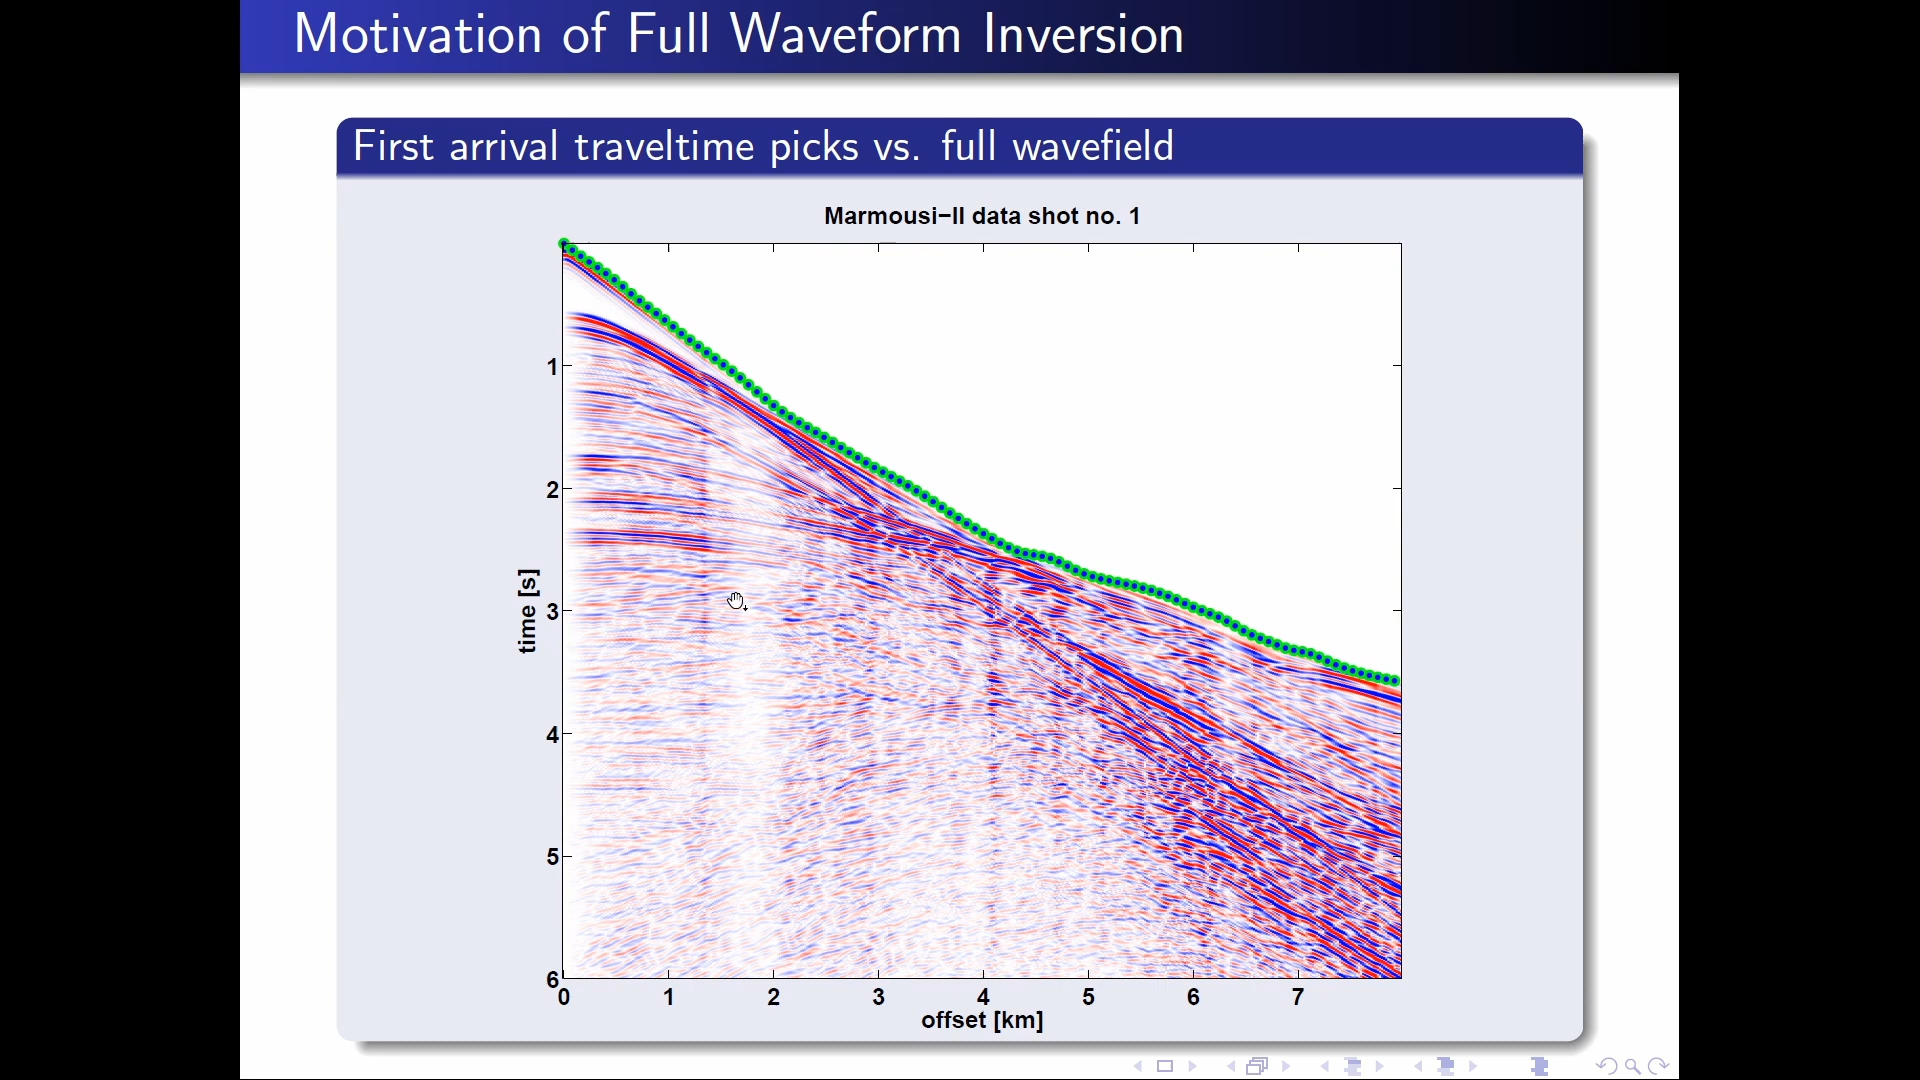 Motivation of Full Waveform Inversion
First arrival traveltime picks vs. full wavefield
Marmousi−II data shot no. 1
1
2
3
4
5
6
time [s]
0 1 2 3 4 5 6 7
offset [km]